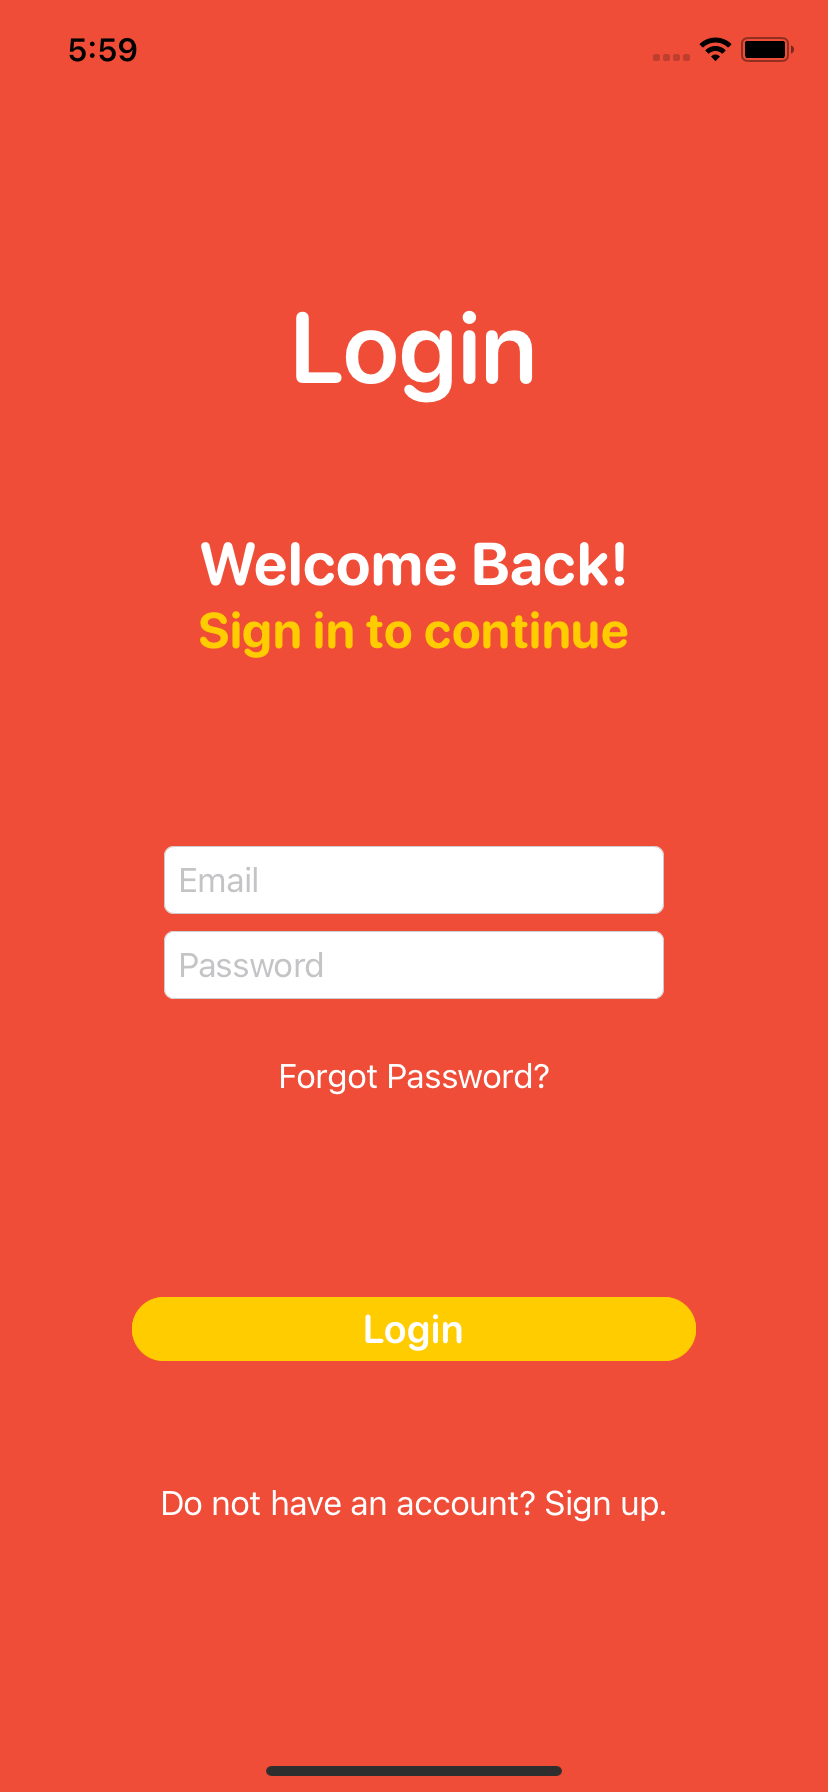 5:59
Login
Welcome Back!
Sign in to continue
Email
Password
Forgot Password?
Login
Do not have an account? Sign up.